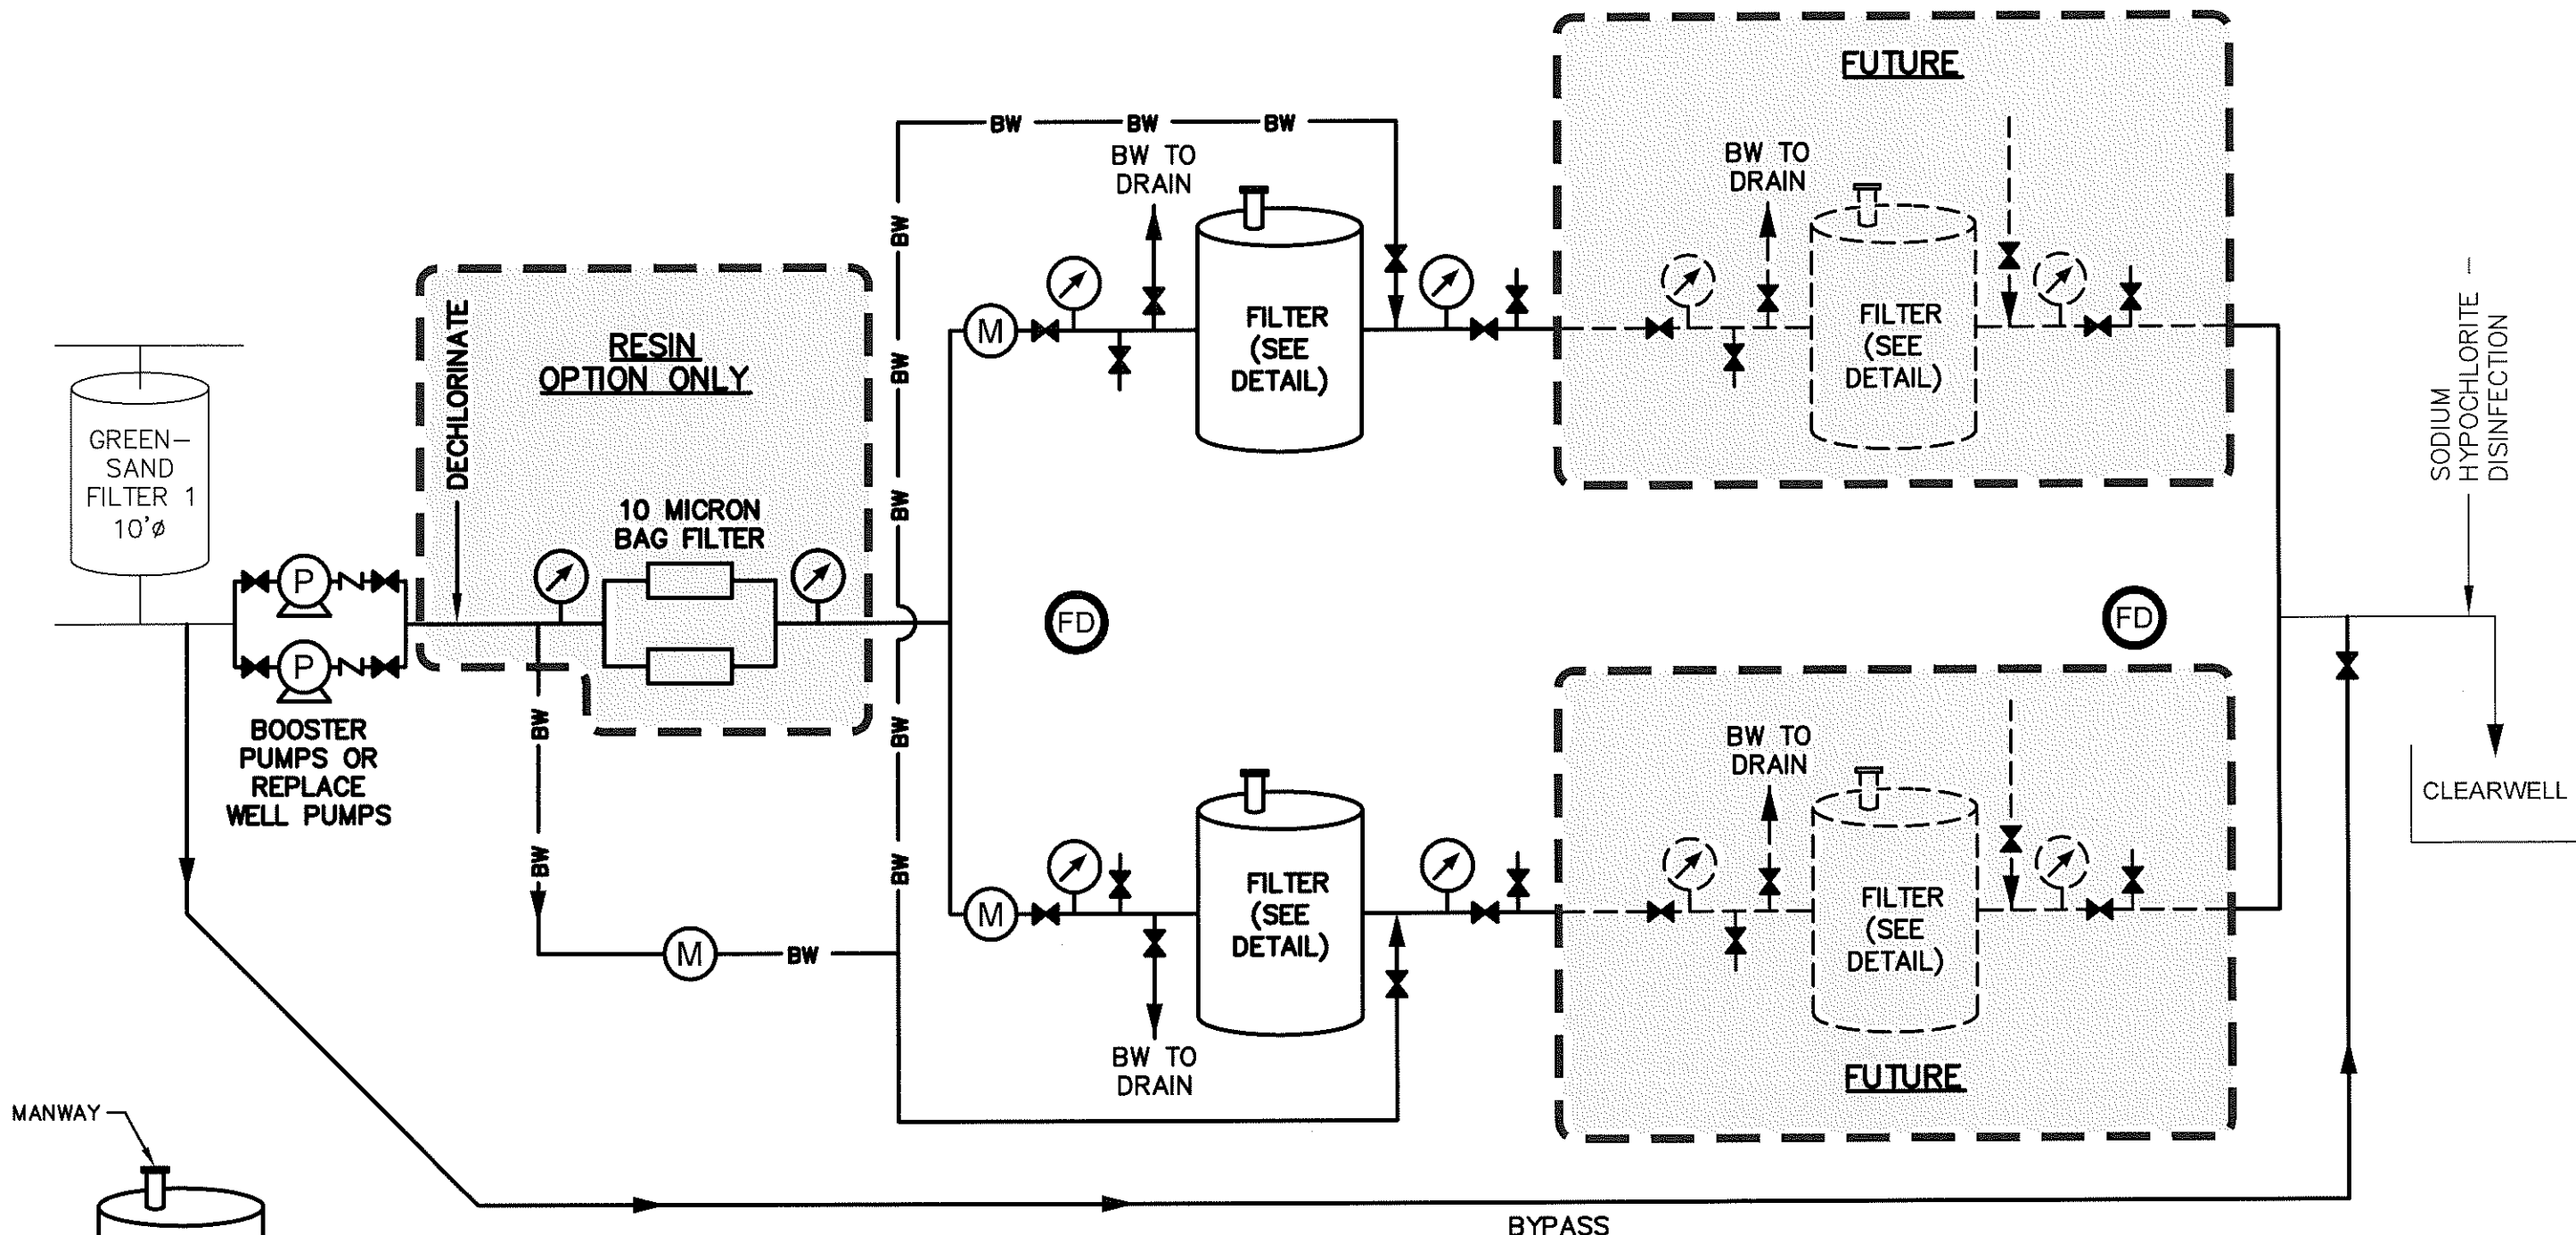 FUTURE
BW BW BW
BW TO
DRAIN
BW TO
DRAIN
BW
FILTER
(SEE
DETAIL)
FILTER
(SEE
DETAIL)
M
DECHLORINATE
RESIN
OPTION ONLY
BW
SODIUM
HYPOCHLORITE -
DISINFECTION
GREEN-
SAND
FILTER 1
10'ø
10 MICRON
BAG FILTER
BW
BW
P
P
FD
FD
BOOSTER
PUMPS OR
REPLACE
WELL PUMPS
BW
BW
BW TO
DRAIN
CLEARWELL
BW
BW
M
FILTER
(SEE
DETAIL)
FILTER
(SEE
DETAIL)
M
BW
BW TO
DRAIN
FUTURE
MANWAY
BYPASS